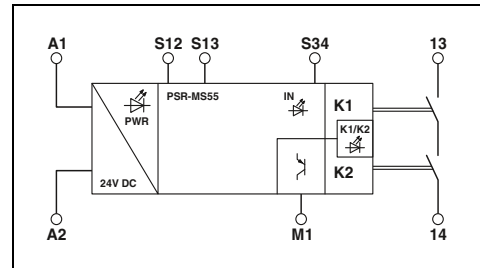 A1 S12 S13 S34 13
PSR-MS55 IN K1
PWR K1/K2
24V DC K2
A2 M1 14